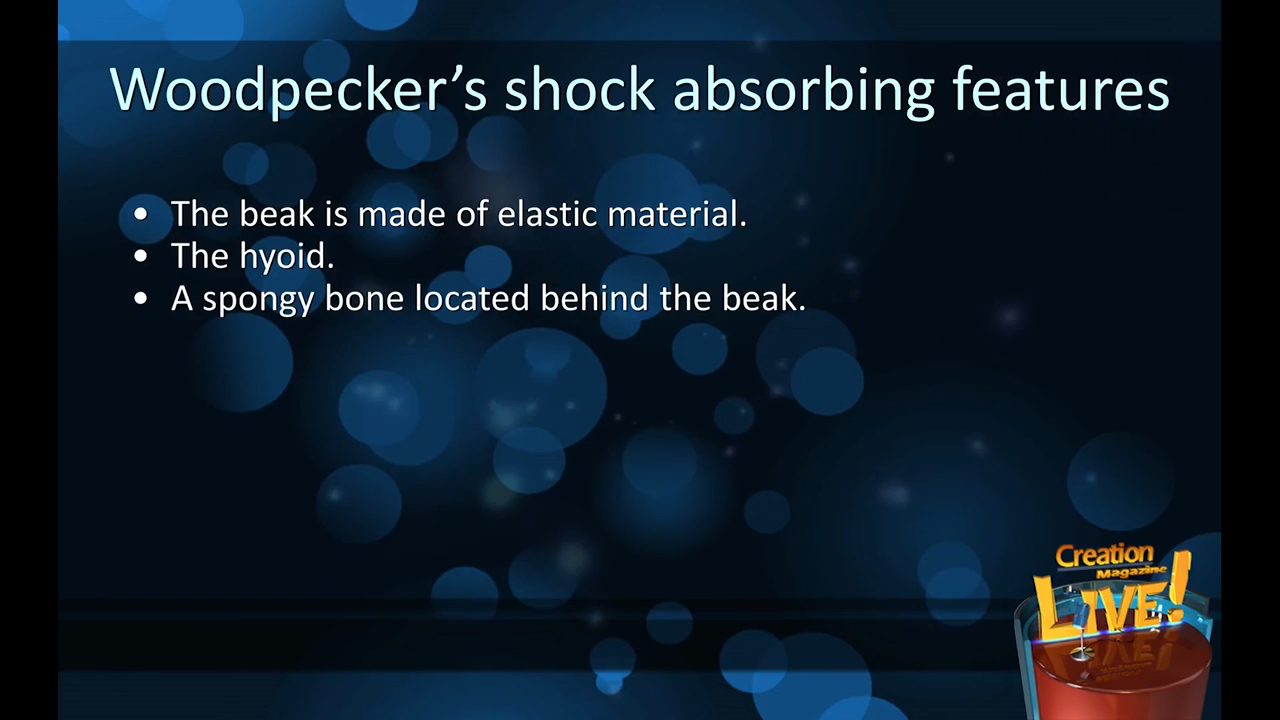 Woodpecker’s shock absorbing features
• The beak is made of elastic material.
• The hyoid.
• A spongy bone located behind the beak.
Creation
Magazine
LIVE!